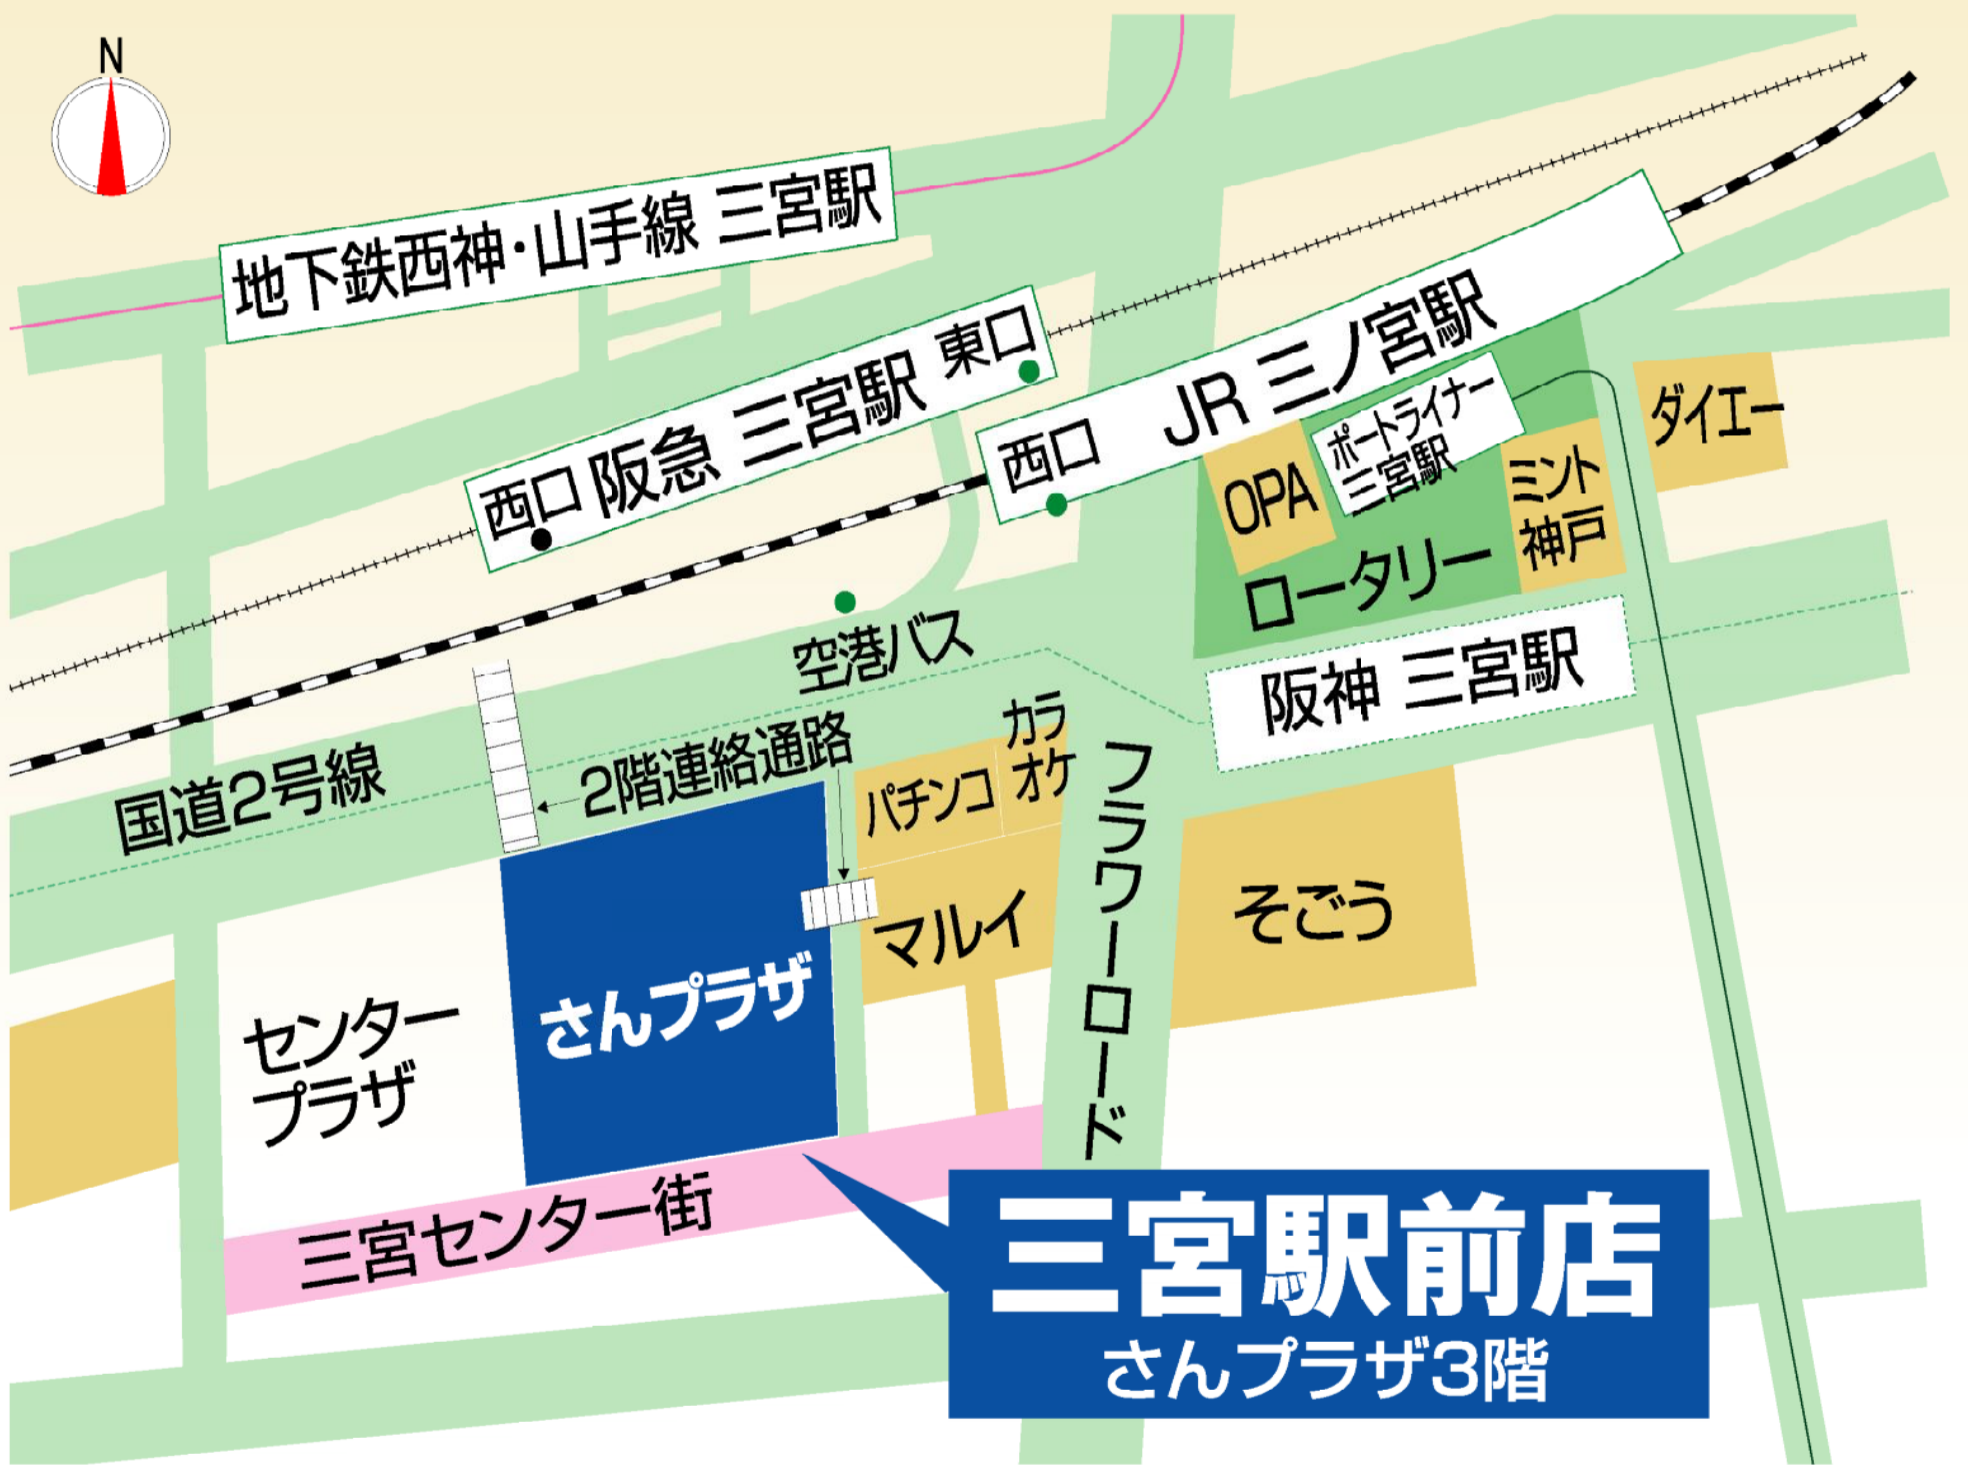 N
地下鉄西神・山手線 三宮駅
西口 阪急 三宮駅 東口
西口 JR 三ノ宮駅
ポートライナー
三宮駅
OPA
ミント
神戸
ダイエー
ロータリー
阪神 三宮駅
空港バス
国道2号線
2階連絡通路
パチンコ
カラ
オケ
マルイ
フラワーロード
そごう
センター
プラザ
さんプラザ
三宮センター街
三宮駅前店
さんプラザ3階